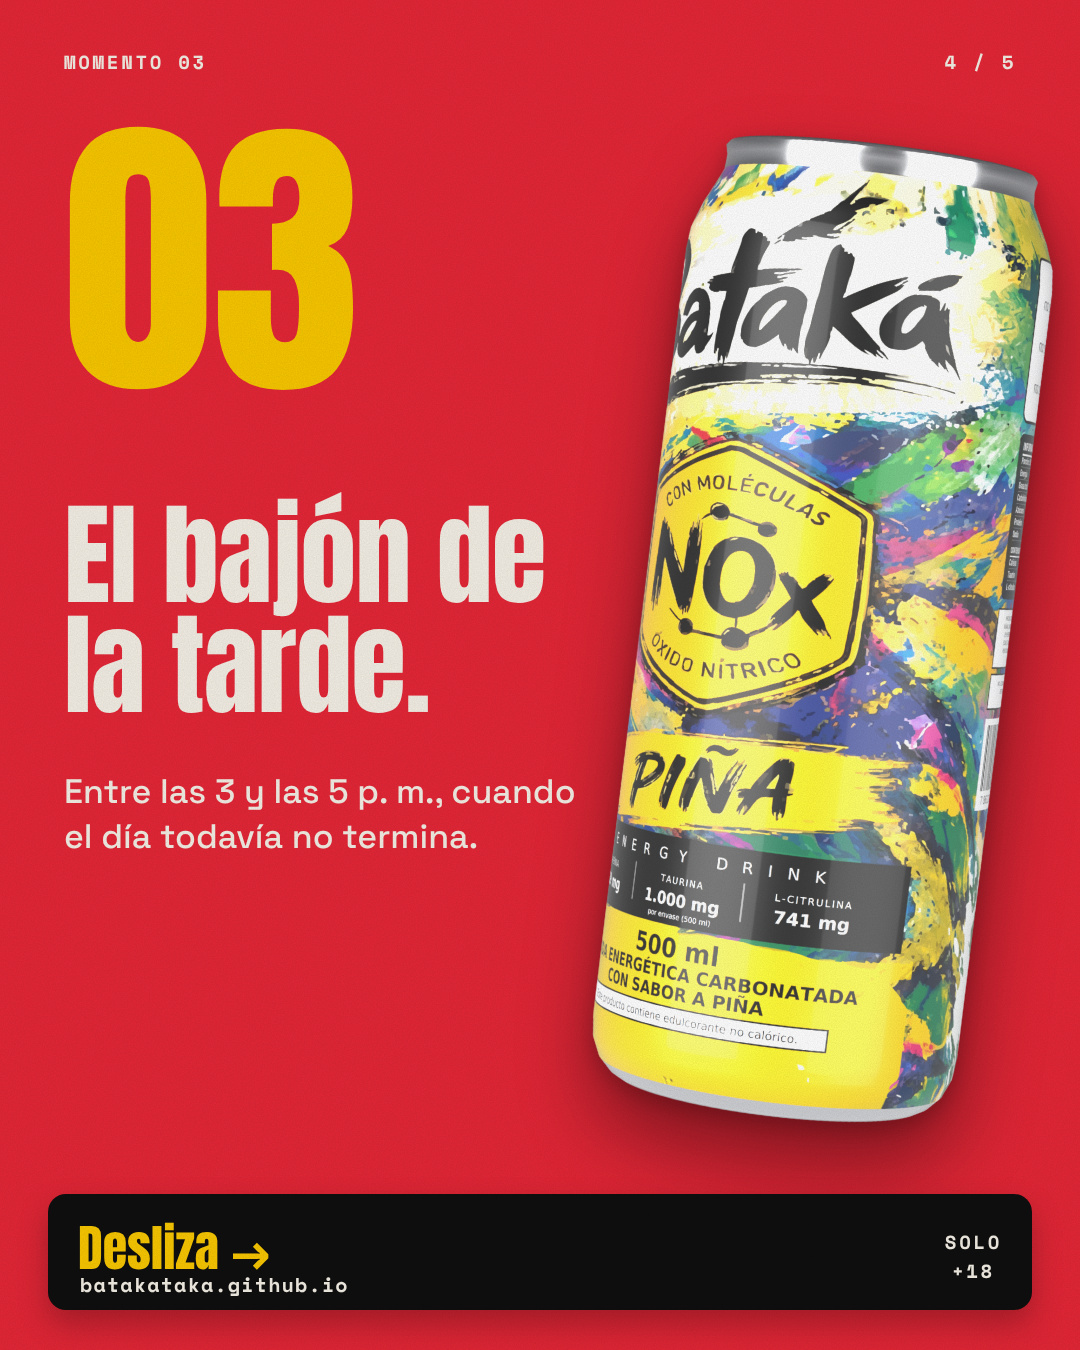 MOMENTO 03
4 / 5
03
El bajón de
la tarde.
Entre las 3 y las 5 p. m., cuando
el día todavía no termina.
ataká
CON MOLÉCULAS
NOx
ÓXIDO NÍTRICO
PIÑA
ENERGY DRINK
mg
TAURINA
1.000 mg
por envase (500 ml)
L-CITRULINA
741 mg
500 ml
ENERGÉTICA CARBONATADA
CON SABOR A PIÑA
producto contiene edulcorante no calórico.
Desliza →
batakataka.github.io
SOLO
+18